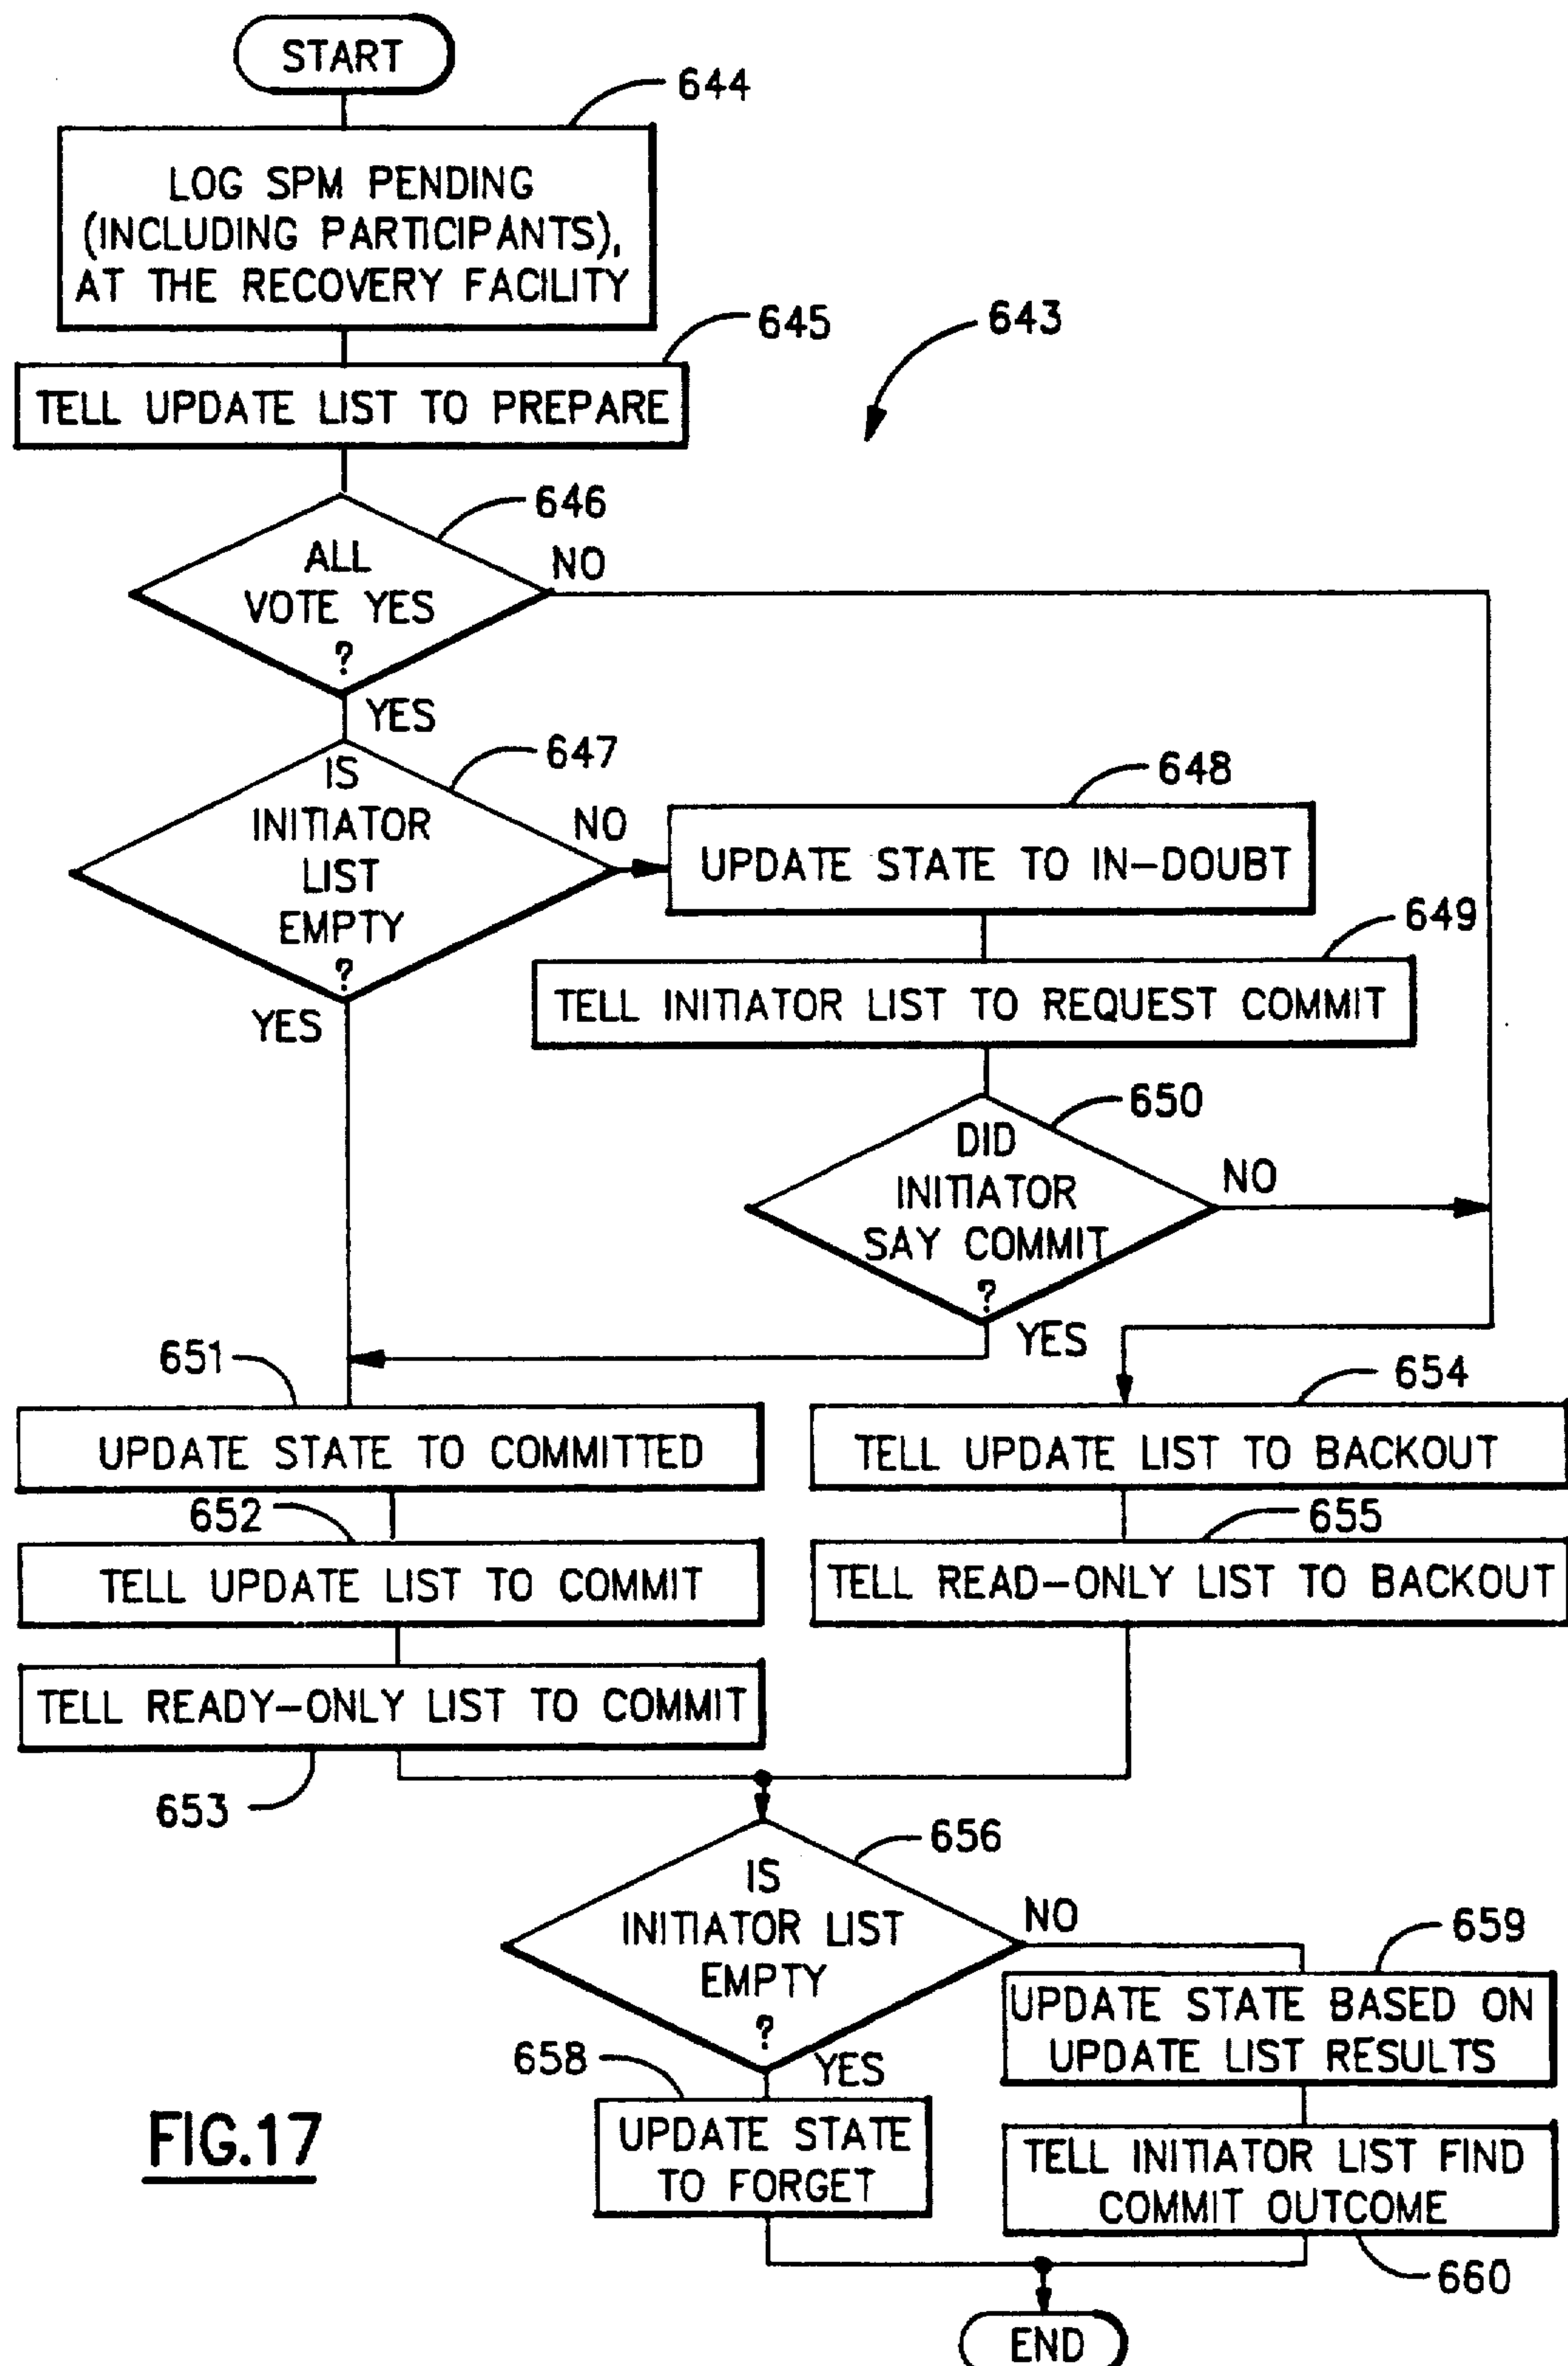 START
644
LOG SPM PENDING
(INCLUDING PARTICIPANTS),
AT THE RECOVERY FACILITY
645
643
TELL UPDATE LIST TO PREPARE
646
ALL
VOTE YES
?
NO
YES
647
IS
INITIATOR
LIST
EMPTY
?
NO
YES
648
UPDATE STATE TO IN-DOUBT
649
TELL INITIATOR LIST TO REQUEST COMMIT
650
DID
INITIATOR
SAY COMMIT
?
NO
YES
651
UPDATE STATE TO COMMITTED
652
TELL UPDATE LIST TO COMMIT
TELL READY-ONLY LIST TO COMMIT
653
654
TELL UPDATE LIST TO BACKOUT
655
TELL READ-ONLY LIST TO BACKOUT
656
IS
INITIATOR LIST
EMPTY
?
NO
YES
658
UPDATE STATE
TO FORGET
659
UPDATE STATE BASED ON
UPDATE LIST RESULTS
TELL INITIATOR LIST FIND
COMMIT OUTCOME
660
END
FIG.17